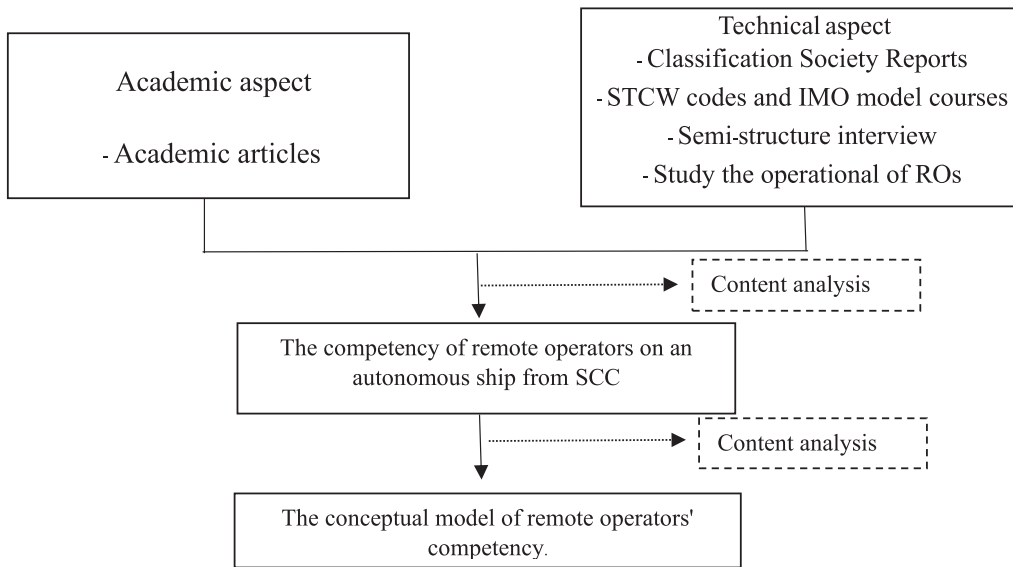 Academic aspect
- Academic articles
Technical aspect
- Classification Society Reports
- STCW codes and IMO model courses
- Semi-structure interview
- Study the operational of ROs
Content analysis
The competency of remote operators on an
autonomous ship from SCC
Content analysis
The conceptual model of remote operators'
competency.